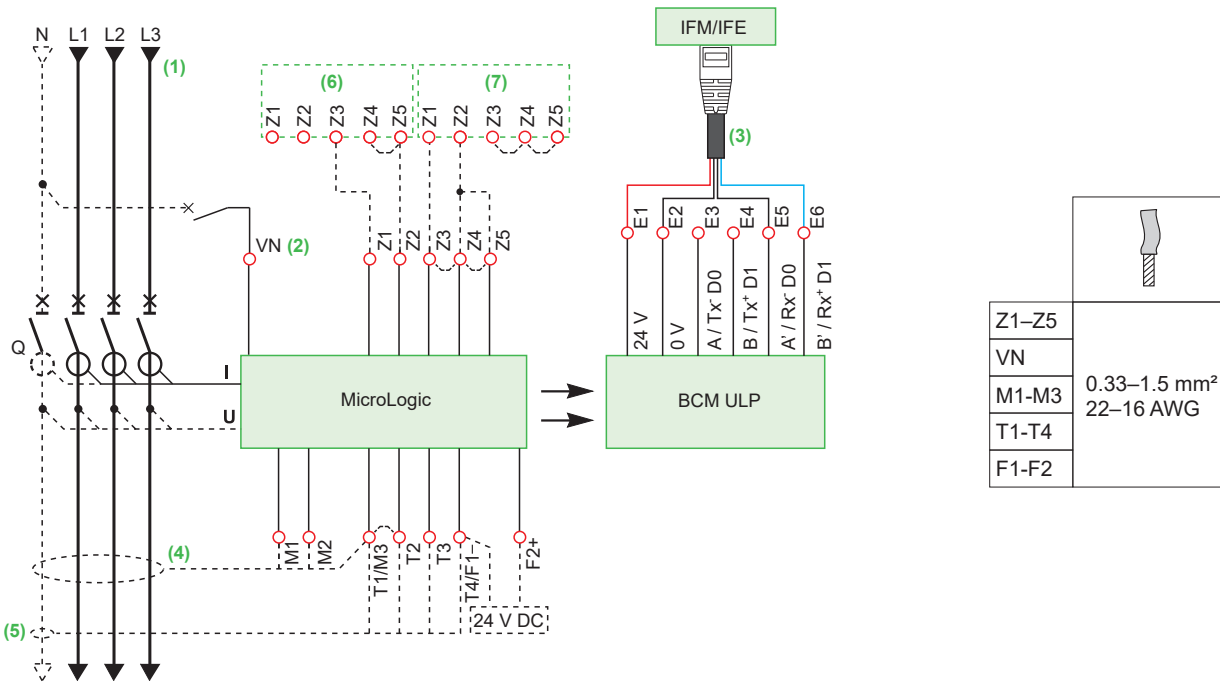 N L1 L2 L3
(1)
IFM/IFE
(6) (7)
Z1 Z2 Z3 Z4 Z5 Z1 Z2 Z3 Z4 Z5
(3)
E1 E2 E3 E4 E5 E6
VN (2)
Z1 Z2 Z3 Z4 Z5
24 V
0 V
A / Tx⁻ D0
B / Tx⁺ D1
A' / Rx⁻ D0
B' / Rx⁺ D1
Q
I
U
MicroLogic
BCM ULP
(4)
M1 M2 T1/M3 T2 T3 T4/F1– F2+
24 V DC
(5)
Z1–Z5
VN
M1-M3
T1-T4
F1-F2
0.33–1.5 mm²
22–16 AWG